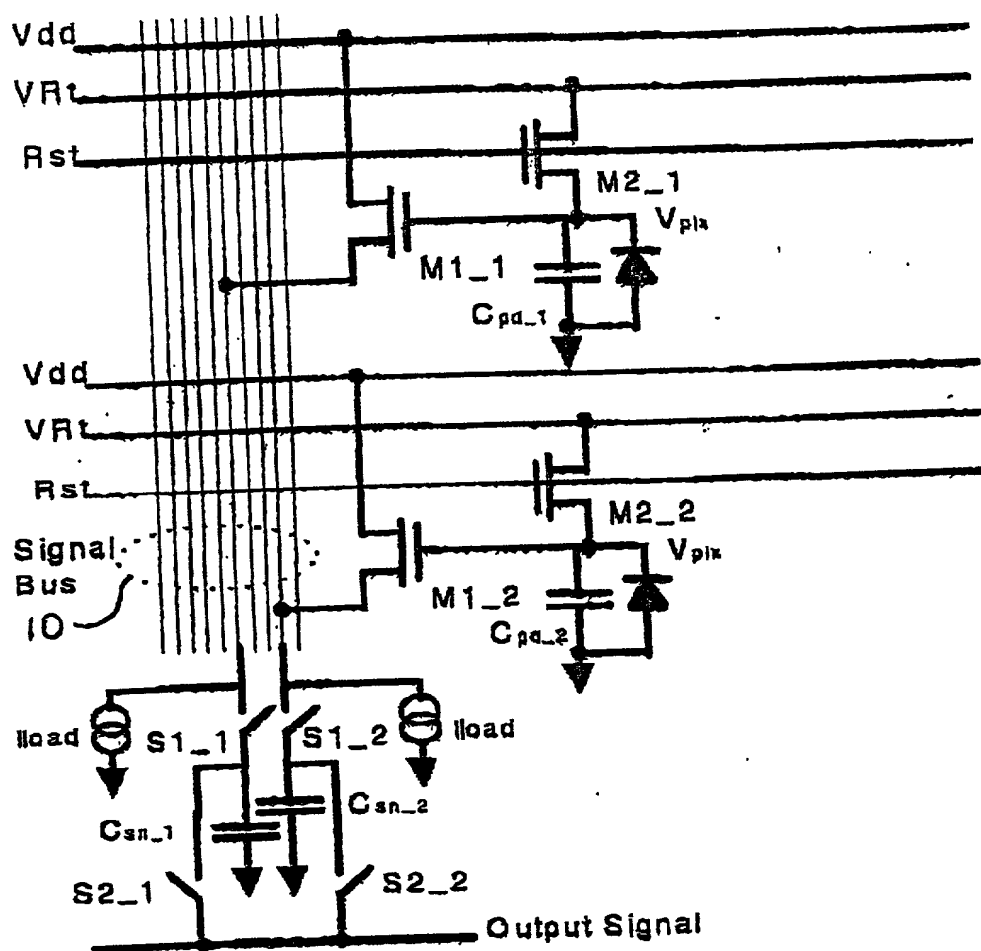 Vdd
VRt
Rst
M2_1
Vpix
M1_1
Cpd_1
Vdd
VRt
Rst
M2_2
Signal
Bus
10
Vpix
M1_2
Cpd_2
Iload
S1_1
S1_2
Iload
Csn_1
Csn_2
S2_1
S2_2
Output Signal